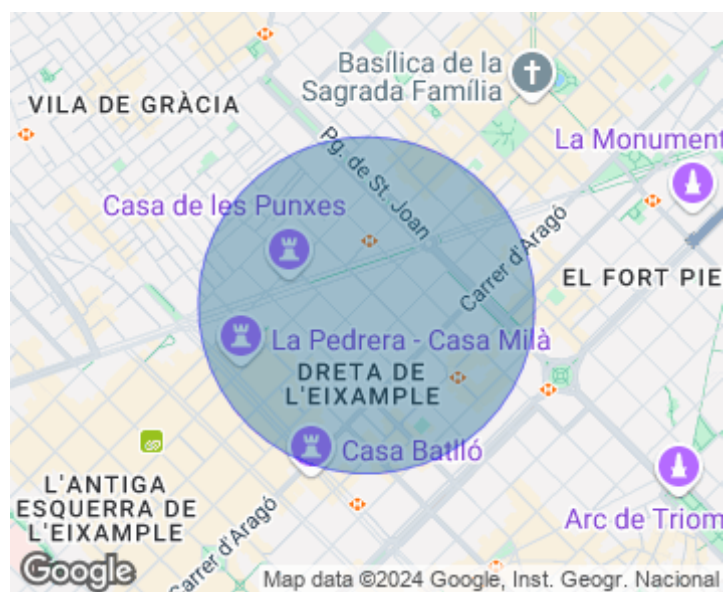 Basílica de la
Sagrada Família
VILA DE GRÀCIA
Pg. de St. Joan
La Monument
Casa de les Punxes
Carrer d'Aragó
EL FORT PIE
La Pedrera - Casa Milà
DRETA DE
L'EIXAMPLE
Casa Batlló
L'ANTIGA
ESQUERRA DE
L'EIXAMPLE
Carrer d'Aragó
Arc de Triom
Google
Map data ©2024 Google, Inst. Geogr. Nacional